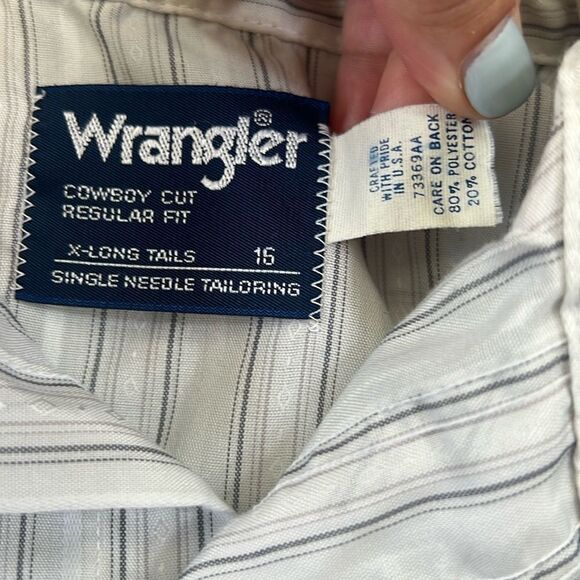 Wrangler®
COWBOY CUT
REGULAR FIT
X-LONG TAILS 16
SINGLE NEEDLE TAILORING
CRAFTED
WITH PRIDE
IN U.S.A.
73369AA
CARE ON BACK
80% POLYESTER
20% COTTON